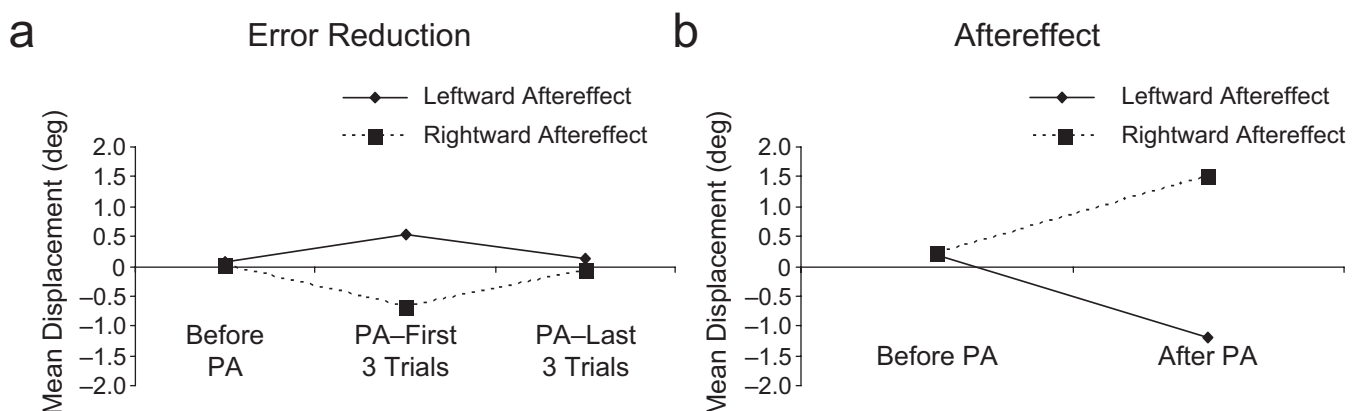 a
Error Reduction
Leftward Aftereffect
Rightward Aftereffect
Mean Displacement (deg)
2.0
1.5
1.0
0.5
0
–0.5
–1.0
–1.5
–2.0
Before
PA
PA–First
3 Trials
PA–Last
3 Trials
b
Aftereffect
Leftward Aftereffect
Rightward Aftereffect
Mean Displacement (deg)
2.0
1.5
1.0
0.5
0
–0.5
–1.0
–1.5
–2.0
Before PA
After PA